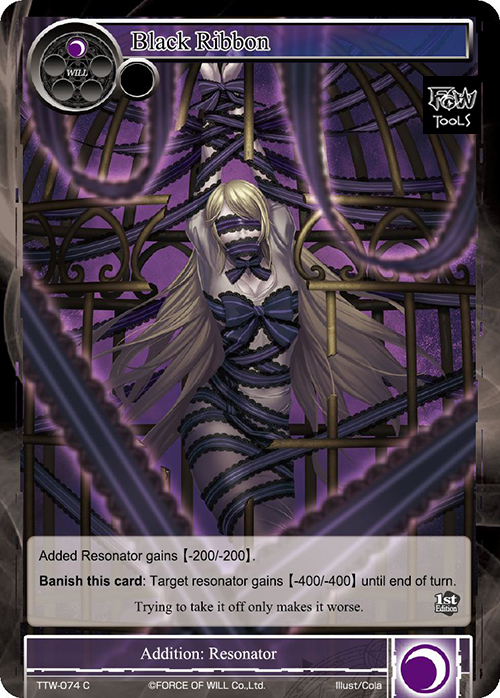 Black Ribbon
WILL
FOW
TOOLS
Added Resonator gains 【-200/-200】.
Banish this card: Target resonator gains 【-400/-400】 until end of turn.
Trying to take it off only makes it worse.
1st
Edition
Addition: Resonator
TTW-074 C ©FORCE OF WILL Co.,Ltd. Illust/Cola